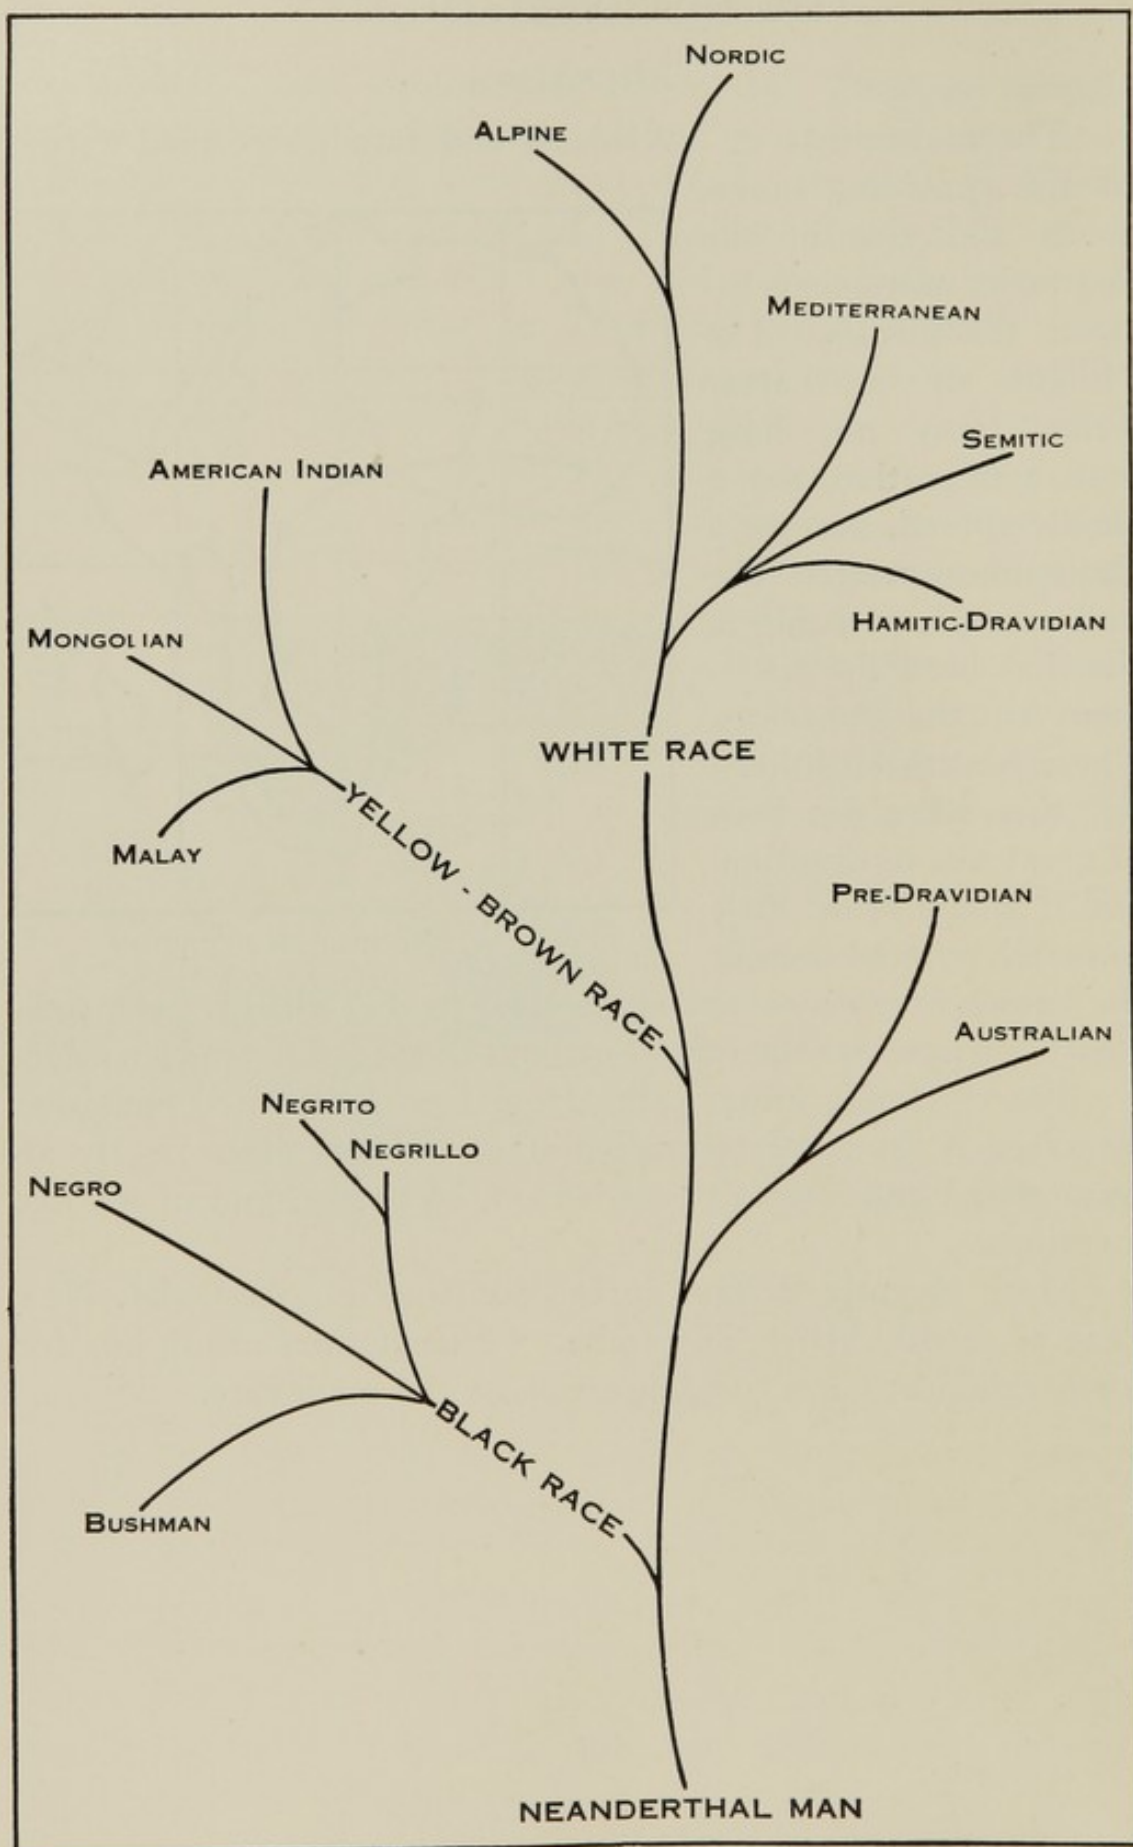 NORDIC
ALPINE
MEDITERRANEAN
SEMITIC
AMERICAN INDIAN
HAMITIC-DRAVIDIAN
MONGOLIAN
WHITE RACE
YELLOW - BROWN RACE
MALAY
PRE-DRAVIDIAN
AUSTRALIAN
NEGRITO
NEGRILLO
NEGRO
BLACK RACE
BUSHMAN
NEANDERTHAL MAN